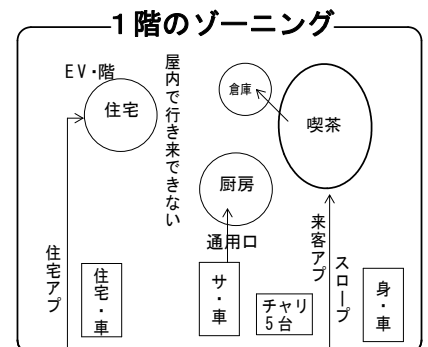 1階のゾーニング
EV・階
住宅
屋内で行き来できない
倉庫
喫茶
厨房
通用口
来客アプ
スロープ
住宅アプ
住宅・車
サ・車
チャリ
5台
身・車